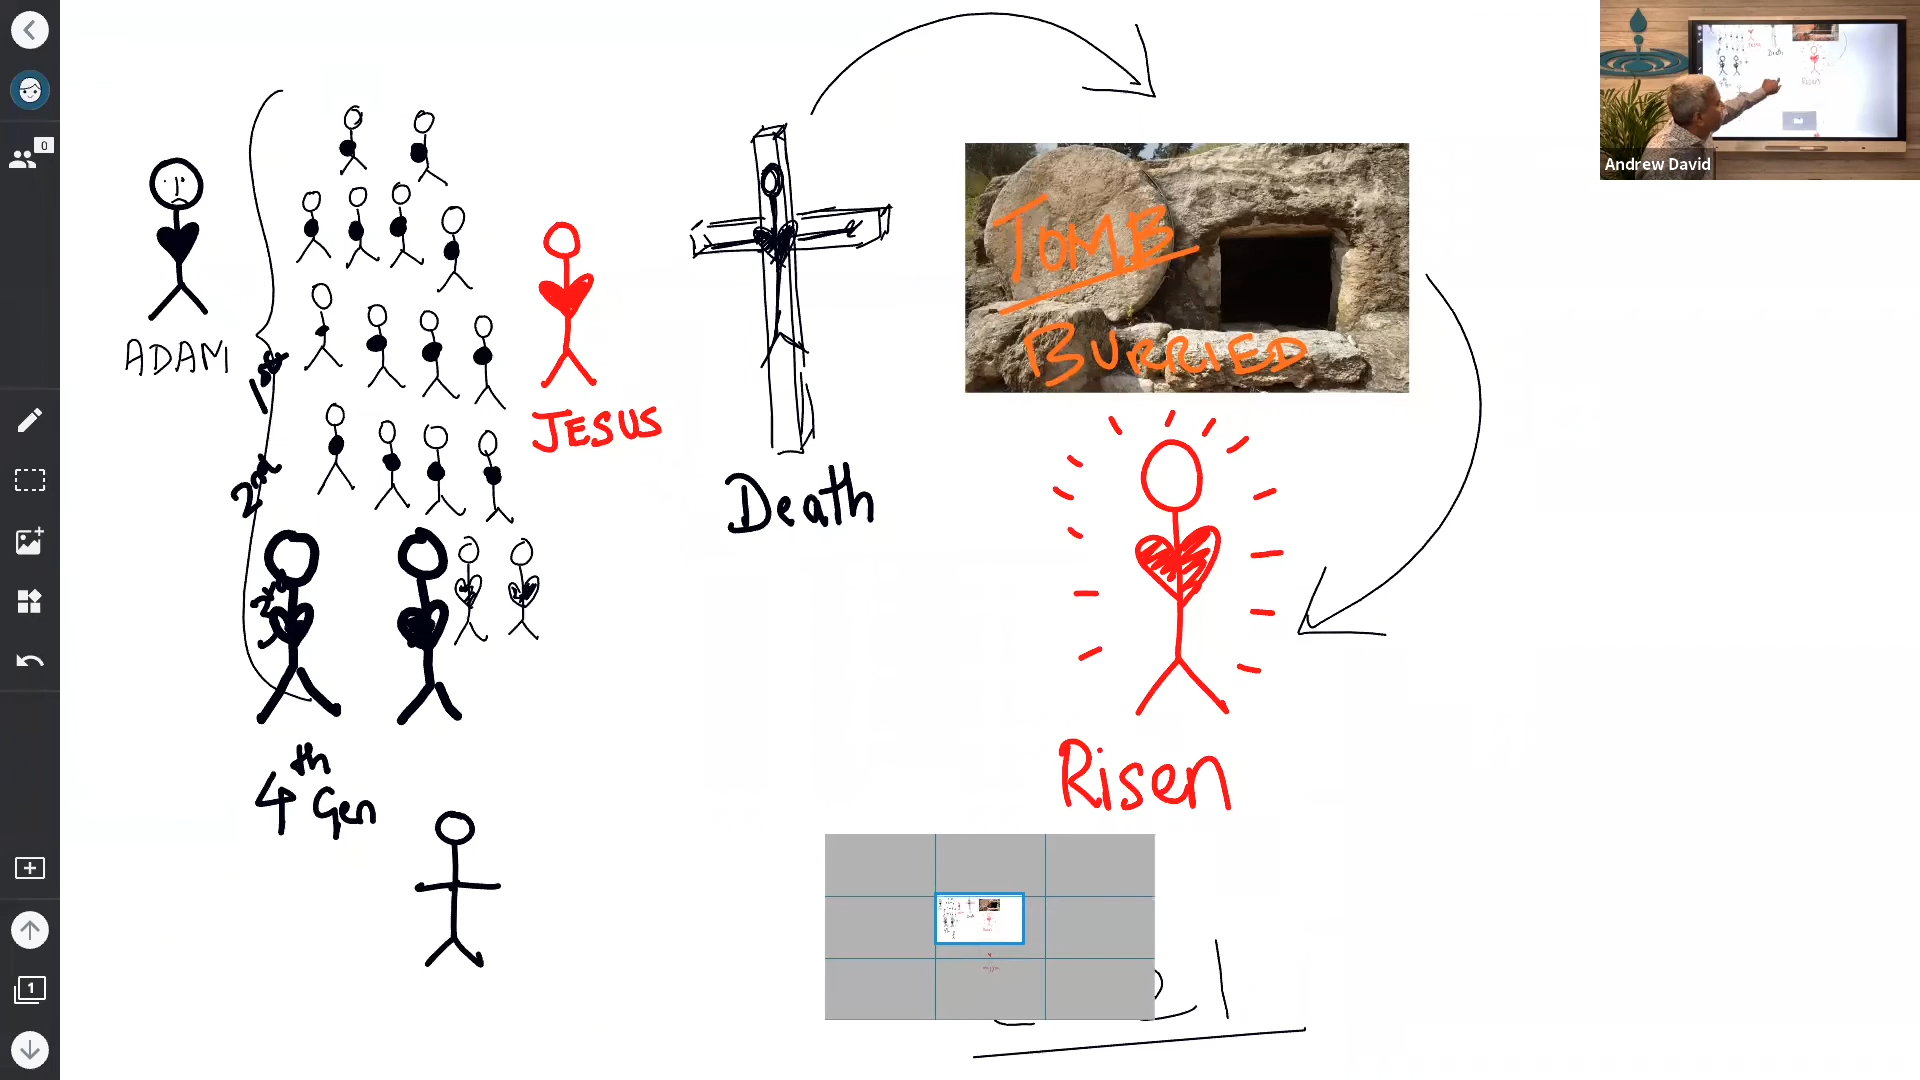 0
Andrew David
ADAM
1st
2nd
JESUS
Death
TOMB
BURRIED
Risen
4th
Gen
1